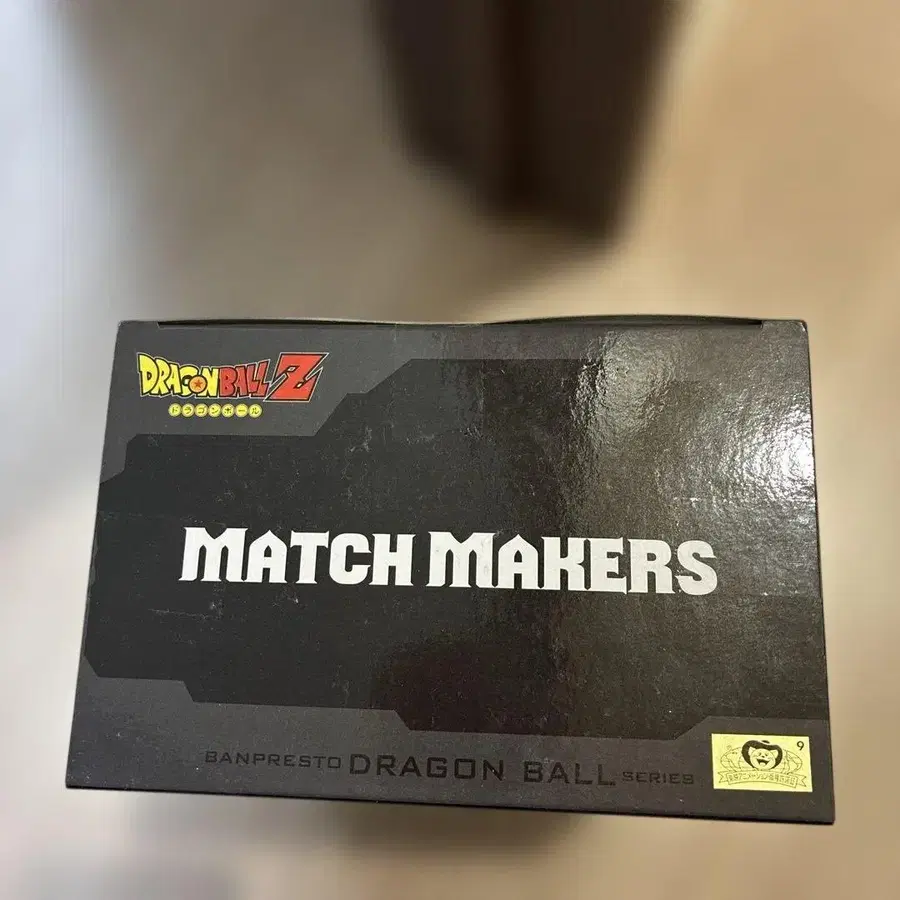 DRAGON BALL Z
ドラゴンボール
MATCH MAKERS
BANPRESTO DRAGON BALL SERIES
9